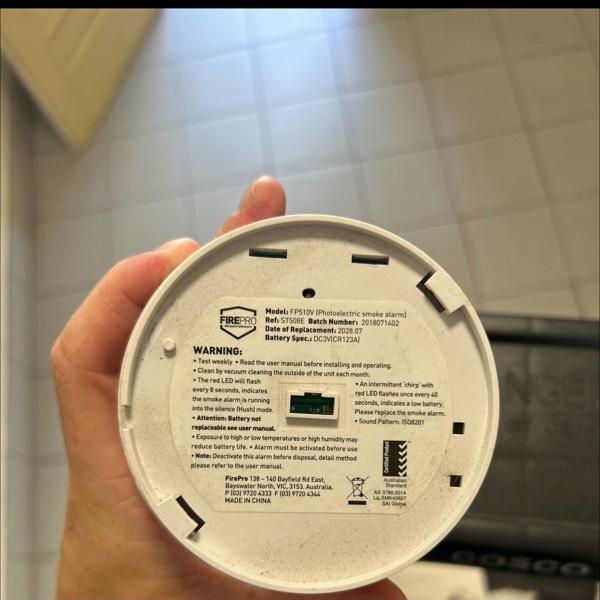 FIREPRO
Model: FP510V (Photoelectric smoke alarm)
Ref: ST508E Batch Number: 2018071402
Date of Replacement: 2028.07
Battery Spec.: DC3V(CR123A)
WARNING:
• Test weekly • Read the user manual before installing and operating.
• Clean by vacuum cleaning the outside of the unit each month.
• The red LED will flash
every 8 seconds, indicates
the smoke alarm is running
into the silence (Hush) mode.
• Attention: Battery not
replaceable see user manual.
• An intermittent 'chirp' with
red LED flashes once every 40
seconds, indicates a low battery.
Please replace the smoke alarm.
• Sound Pattern: ISO8201
• Exposure to high or low temperatures or high humidity may
reduce battery life. • Alarm must be activated before use
• Note: Deactivate this alarm before disposal, detail method
please refer to the user manual.
FirePro 138 - 140 Bayfield Rd East,
Bayswater North, VIC, 3153. Australia.
P (03) 9720 4333 F (03) 9720 4344
MADE IN CHINA
Certified Product
Australian
Standard
AS 3786:2014
Lic.SMK40827
SAI Global
COSCO